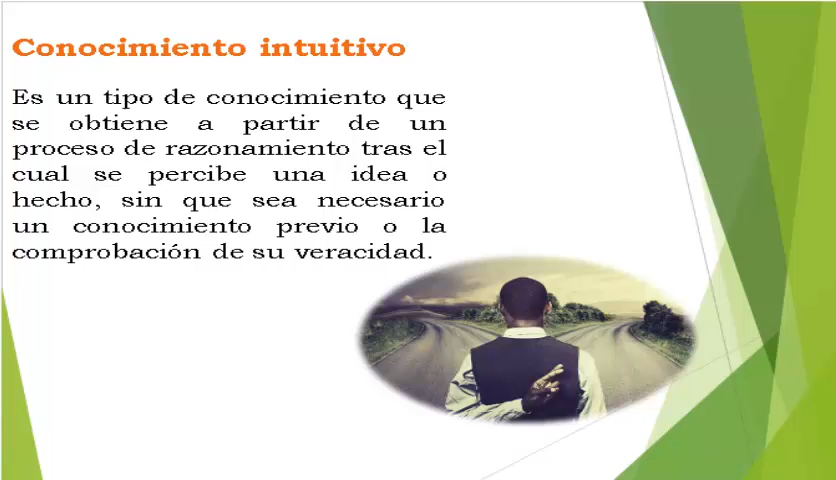 Conocimiento intuitivo
Es un tipo de conocimiento que
se obtiene a partir de un
proceso de razonamiento tras el
cual se percibe una idea o
hecho, sin que sea necesario
un conocimiento previo o la
comprobación de su veracidad.